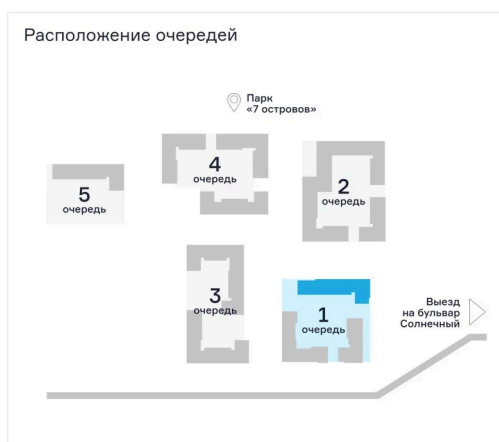 Расположение очередей
Парк
«7 островов»
4
очередь
5
очередь
2
очередь
3
очередь
1
очередь
Выезд
на бульвар
Солнечный